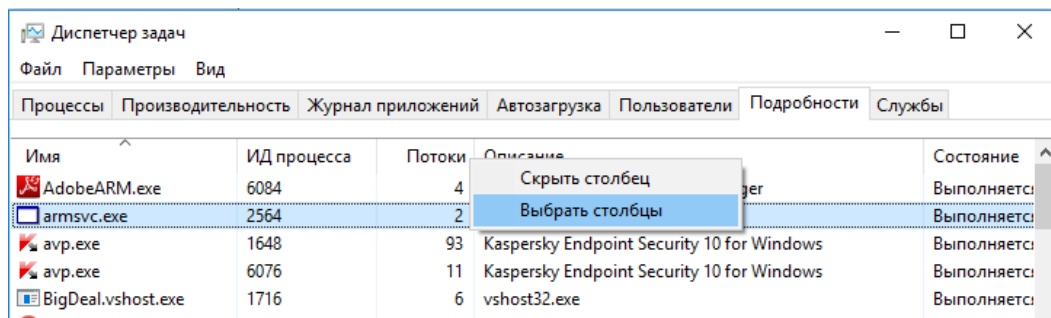 Диспетчер задач
Файл Параметры Вид
Процессы Производительность Журнал приложений Автозагрузка Пользователи Подробности Службы
Имя ИД процесса Потоки Описание Состояние
Скрыть столбец
Выбрать столбцы
AdobeARM.exe 6084 4 ger Выполняетс
armsvc.exe 2564 2 Выполняетс
avp.exe 1648 93 Kaspersky Endpoint Security 10 for Windows Выполняетс
avp.exe 6076 11 Kaspersky Endpoint Security 10 for Windows Выполняетс
BigDeal.vshost.exe 1716 6 vshost32.exe Выполняетс